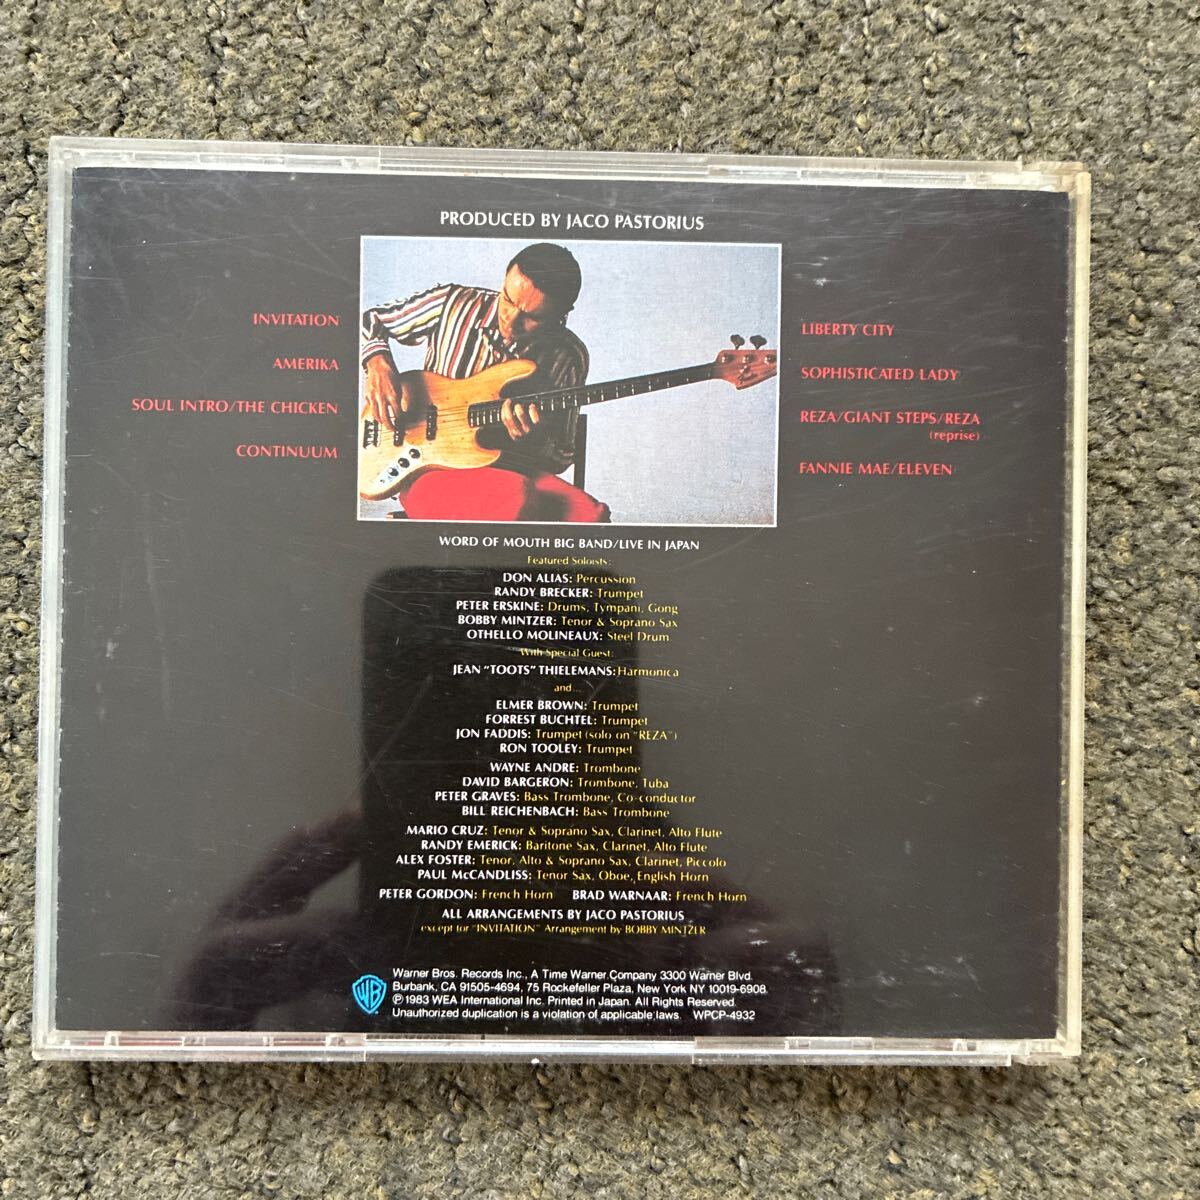 PRODUCED BY JACO PASTORIUS
INVITATION
AMERIKA
SOUL INTRO/THE CHICKEN
CONTINUUM
LIBERTY CITY
SOPHISTICATED LADY
REZA/GIANT STEPS/REZA
(reprise)
FANNIE MAE/ELEVEN
WORD OF MOUTH BIG BAND/LIVE IN JAPAN
Featured Soloists:
DON ALIAS: Percussion
RANDY BRECKER: Trumpet
PETER ERSKINE: Drums, Tympani, Gong
BOBBY MINTZER: Tenor & Soprano Sax
OTHELLO MOLINEAUX: Steel Drum
With Special Guest:
JEAN "TOOTS" THIELEMANS: Harmonica
and...
ELMER BROWN: Trumpet
FORREST BUCHTEL: Trumpet
JON FADDIS: Trumpet (solo on "REZA")
RON TOOLEY: Trumpet
WAYNE ANDRE: Trombone
DAVID BARGERON: Trombone, Tuba
PETER GRAVES: Bass Trombone, Co-conductor
BILL REICHENBACH: Bass Trombone
MARIO CRUZ: Tenor & Soprano Sax, Clarinet, Alto Flute
RANDY EMERICK: Baritone Sax, Clarinet, Alto Flute
ALEX FOSTER: Tenor, Alto & Soprano Sax, Clarinet, Piccolo
PAUL McCANDLISS: Tenor Sax, Oboe, English Horn
PETER GORDON: French Horn BRAD WARNAAR: French Horn
ALL ARRANGEMENTS BY JACO PASTORIUS
except for "INVITATION" Arrangement by BOBBY MINTZER
WB
Warner Bros. Records Inc., A Time Warner Company 3300 Warner Blvd.
Burbank, CA 91505-4694, 75 Rockefeller Plaza, New York NY 10019-6908
℗ 1983 WEA International Inc. Printed in Japan. All Rights Reserved.
Unauthorized duplication is a violation of applicable laws. WPCP-4932